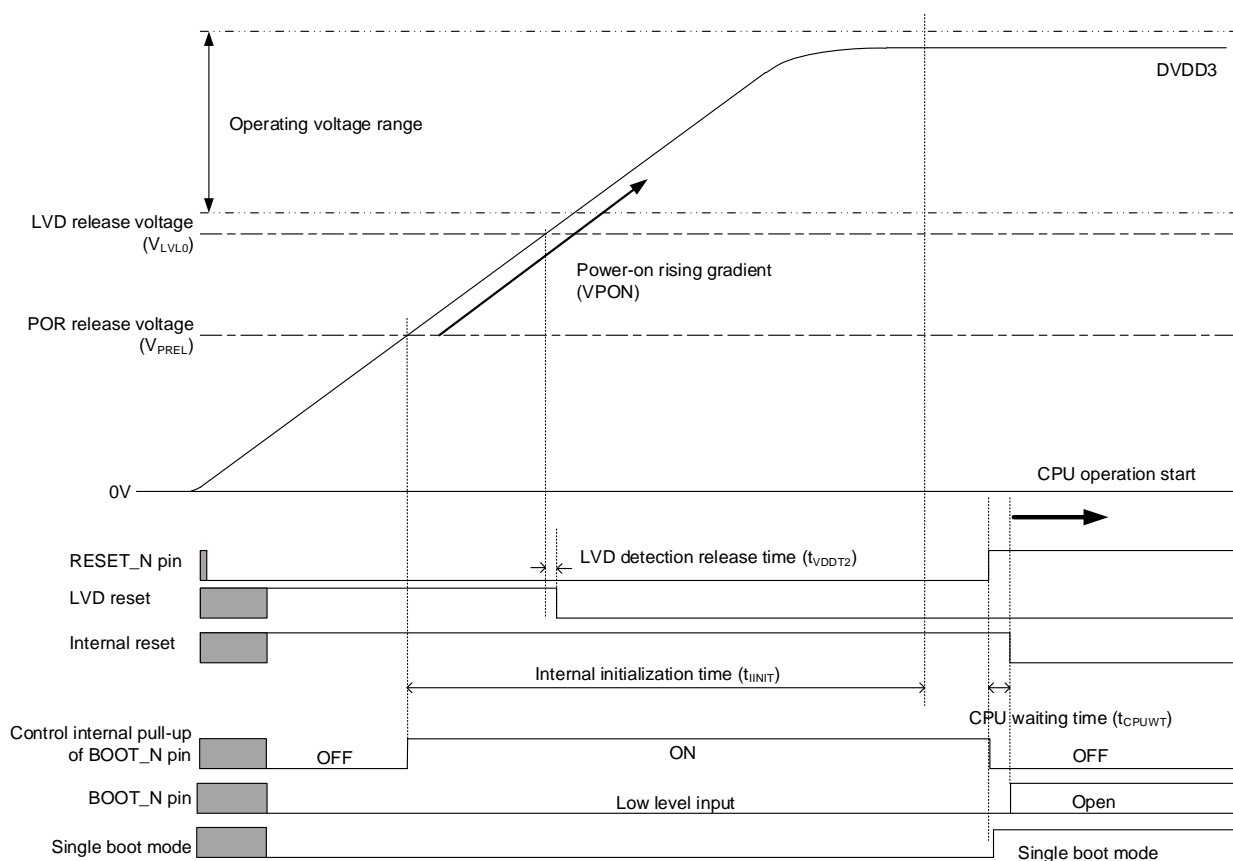 DVDD3
Operating voltage range
LVD release voltage
(VLVL0)
Power-on rising gradient
(VPON)
POR release voltage
(VPREL)
0V
CPU operation start
RESET_N pin
LVD detection release time (tVDDT2)
LVD reset
Internal reset
Internal initialization time (tIINIT)
CPU waiting time (tCPUWT)
Control internal pull-up
of BOOT_N pin
OFF
ON
OFF
BOOT_N pin
Low level input
Open
Single boot mode
Single boot mode